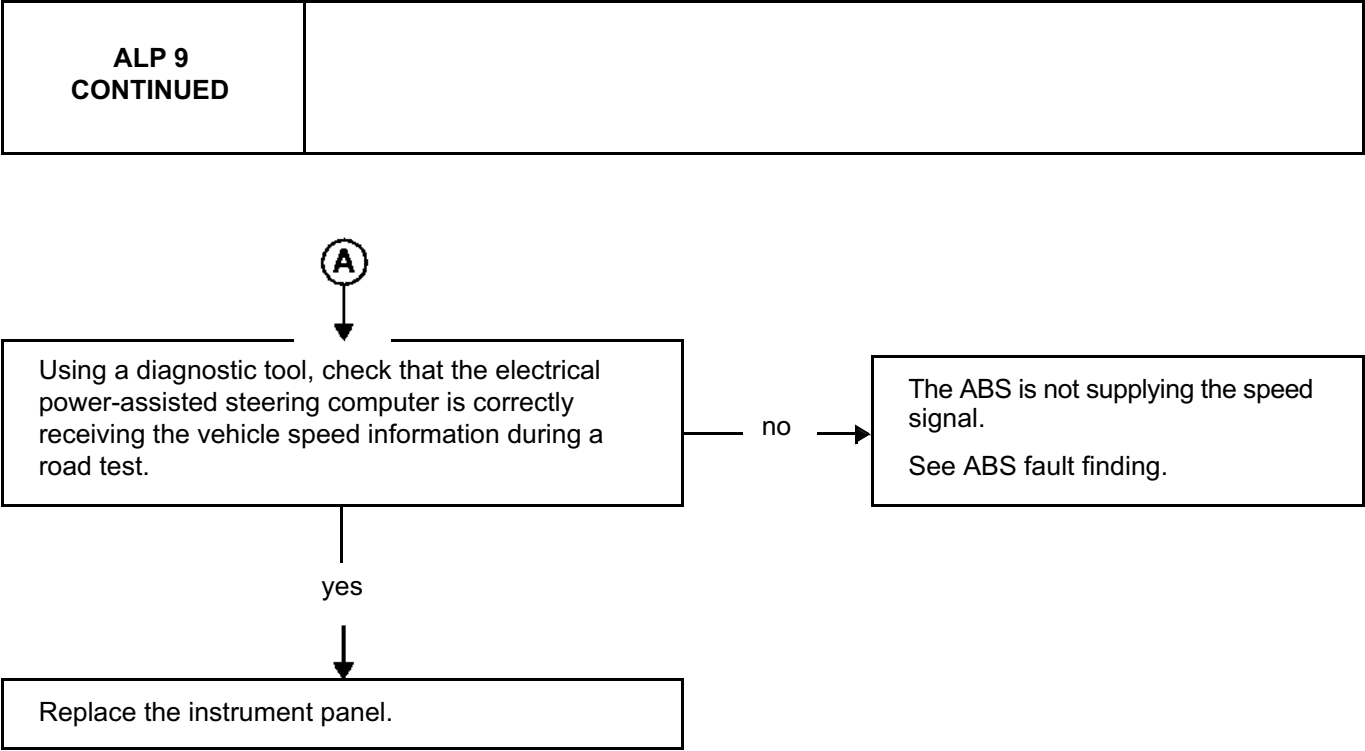 ALP 9
CONTINUED
A
Using a diagnostic tool, check that the electrical
power-assisted steering computer is correctly
receiving the vehicle speed information during a
road test.
no
The ABS is not supplying the speed
signal.
See ABS fault finding.
yes
Replace the instrument panel.